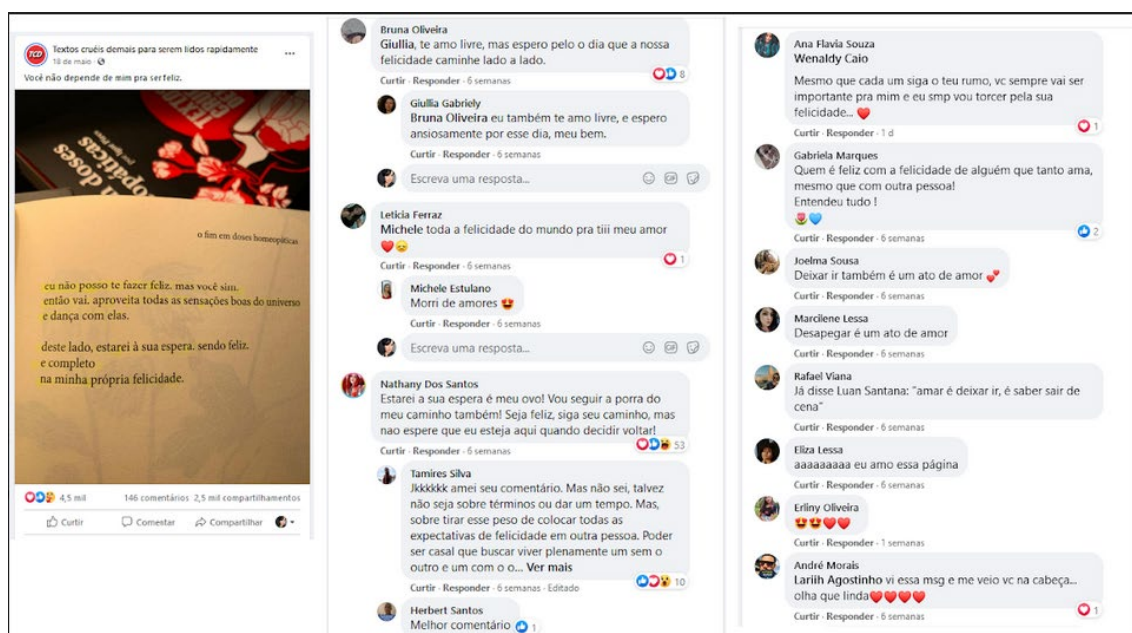 TCD
Textos cruéis demais para serem lidos rapidamente
18 de maio
Você não depende de mim pra ser feliz.
doses
opáticas
o fim em doses homeopáticas
eu não posso te fazer feliz. mas você sim.
então vai. aproveita todas as sensações boas do universo
e dança com elas.
deste lado, estarei à sua espera. sendo feliz.
e completo
na minha própria felicidade.
4,5 mil
146 comentários 2,5 mil compartilhamentos
Curtir
Comentar
Compartilhar
Bruna Oliveira
Giullia, te amo livre, mas espero pelo o dia que a nossa
felicidade caminhe lado a lado.
8
Curtir · Responder · 6 semanas
Giullia Gabriely
Bruna Oliveira eu também te amo livre, e espero
ansiosamente por esse dia, meu bem.
Curtir · Responder · 6 semanas
Escreva uma resposta...
Leticia Ferraz
Michele toda a felicidade do mundo pra tiii meu amor
❤️😞
1
Curtir · Responder · 6 semanas
Michele Estulano
Morri de amores 😍
Curtir · Responder · 6 semanas
Escreva uma resposta...
Nathany Dos Santos
Estarei a sua espera é meu ovo! Vou seguir a porra do
meu caminho também! Seja feliz, siga seu caminho, mas
nao espere que eu esteja aqui quando decidir voltar!
53
Curtir · Responder · 6 semanas
Tamires Silva
Jkkkkkk amei seu comentário. Mas não sei, talvez
não seja sobre términos ou dar um tempo. Mas,
sobre tirar esse peso de colocar todas as
expectativas de felicidade em outra pessoa. Poder
ser casal que buscar viver plenamente um sem o
outro e um com o o... Ver mais
10
Curtir · Responder · 6 semanas · Editado
Herbert Santos
Melhor comentário
1
Ana Flavia Souza
Wenaldy Caio
Mesmo que cada um siga o teu rumo, vc sempre vai ser
importante pra mim e eu smp vou torcer pela sua
felicidade... ❤️
1
Curtir · Responder · 1 d
Gabriela Marques
Quem é feliz com a felicidade de alguém que tanto ama,
mesmo que com outra pessoa!
Entendeu tudo !
🌷💙
2
Curtir · Responder · 6 semanas
Joelma Sousa
Deixar ir também é um ato de amor 💕
Curtir · Responder · 6 semanas
Marcilene Lessa
Desapegar é um ato de amor
Curtir · Responder · 6 semanas
Rafael Viana
Já disse Luan Santana: "amar é deixar ir, é saber sair de
cena"
Curtir · Responder · 6 semanas
Eliza Lessa
aaaaaaaaa eu amo essa página
Curtir · Responder · 6 semanas
Erliny Oliveira
😍😍❤️❤️
Curtir · Responder · 1 semanas
André Morais
Lariih Agostinho vi essa msg e me veio vc na cabeça...
olha que linda❤️❤️❤️❤️
1
Curtir · Responder · 6 semanas